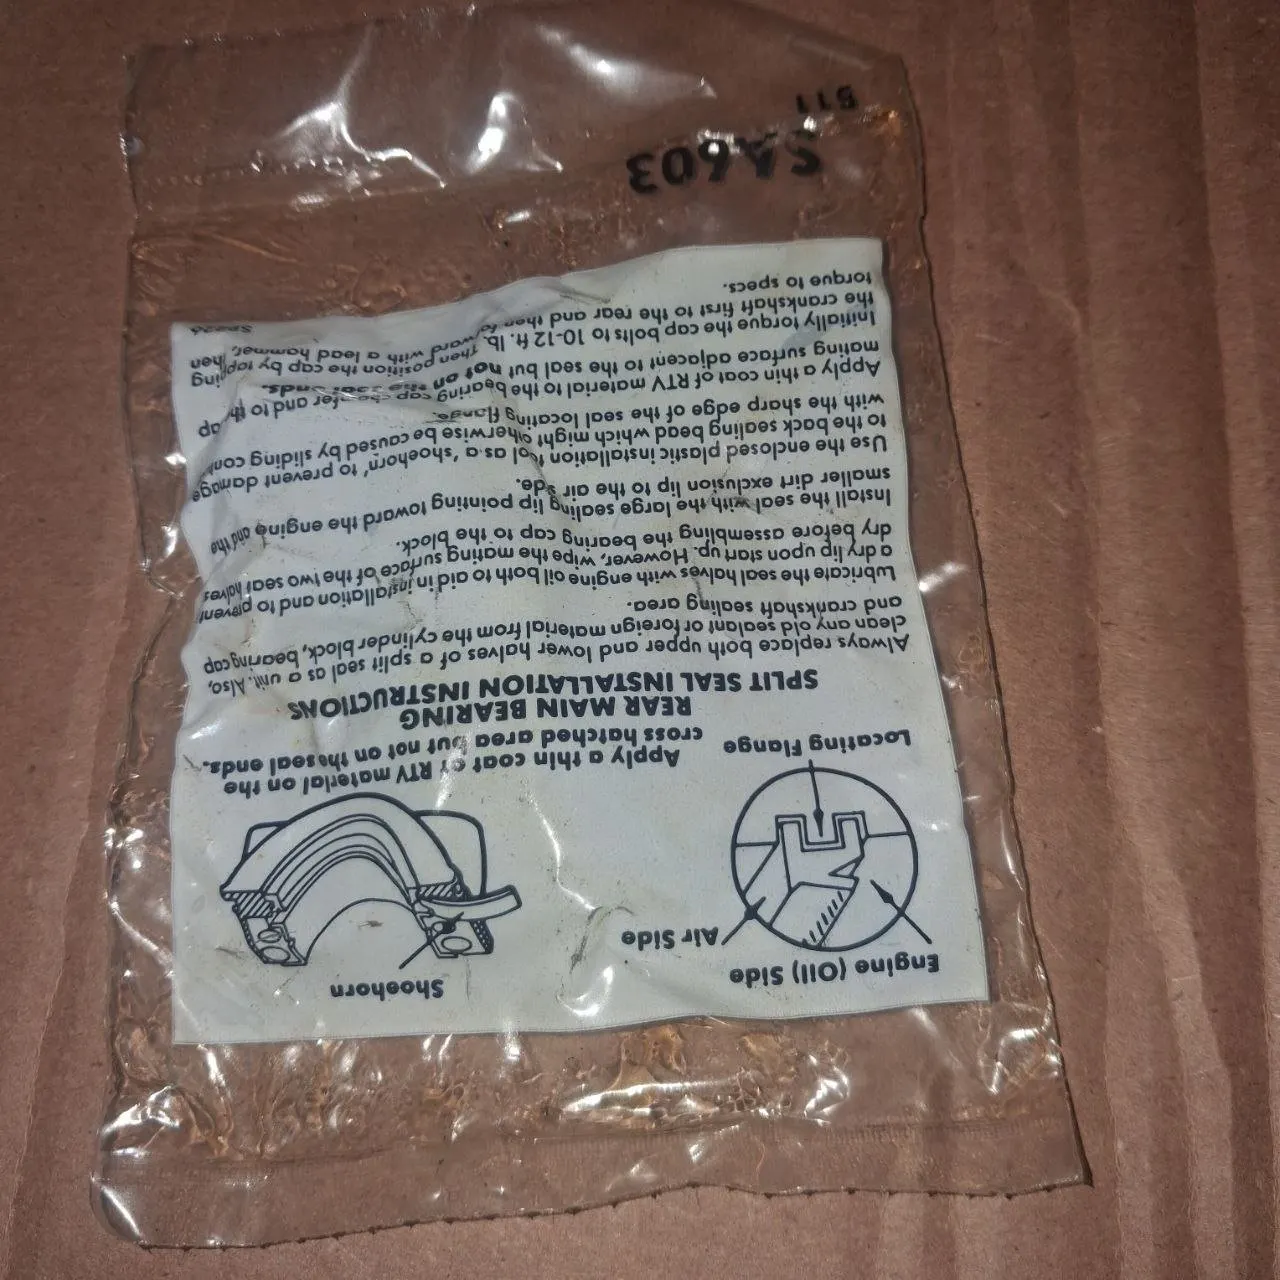 Engine (Oil) Side
Shoehorn
Air Side
Locating Flange
Apply a thin coat of RTV material on the
cross hatched area but not on the seal ends.
REAR MAIN BEARING
SPLIT SEAL INSTALLATION INSTRUCTIONS
Always replace both upper and lower halves of a split seal as a unit. Also,
clean any old sealant or foreign material from the cylinder block, bearing cap
and crankshaft sealing area.
Lubricate the seal halves with engine oil both to aid in installation and to prevent
a dry lip upon start up. However, wipe the mating surface of the two seal halves
dry before assembling the bearing cap to the block.
Install the seal with the large sealing lip pointing toward the engine and the
smaller dirt exclusion lip to the air side.
Use the enclosed plastic installation tool as a 'shoehorn' to prevent damage
to the back sealing bead which might otherwise be caused by sliding
with the sharp edge of the seal locating flange.
Apply a thin coat of RTV material to the bearing cap chamfer and to the cap
mating surface adjacent to the seal but not on the seal ends.
Initially torque the cap bolts to 10-12 ft. lb. Then position the cap by tapping
the crankshaft first to the rear and then forward with a lead hammer, then
torque to specs.
SA603